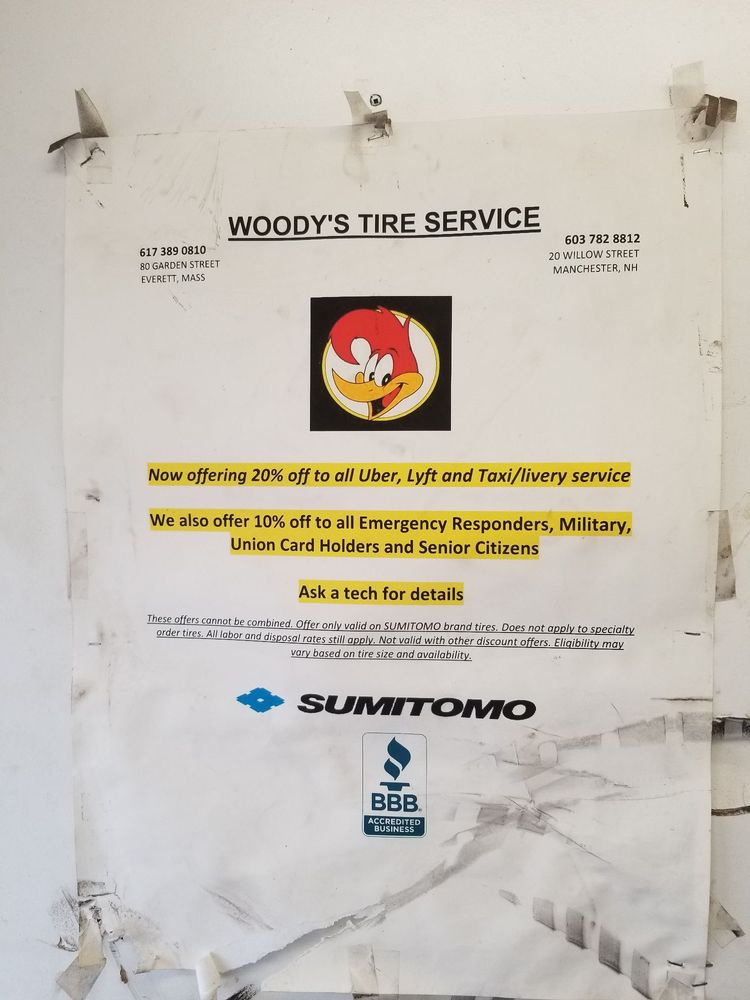 WOODY'S TIRE SERVICE
617 389 0810
80 GARDEN STREET
EVERETT, MASS
603 782 8812
20 WILLOW STREET
MANCHESTER, NH
Now offering 20% off to all Uber, Lyft and Taxi/livery service
We also offer 10% off to all Emergency Responders, Military,
Union Card Holders and Senior Citizens
Ask a tech for details
These offers cannot be combined. Offer only valid on SUMITOMO brand tires. Does not apply to specialty
order tires. All labor and disposal rates still apply. Not valid with other discount offers. Eligibility may
vary based on tire size and availability.
SUMITOMO
BBB.
ACCREDITED
BUSINESS